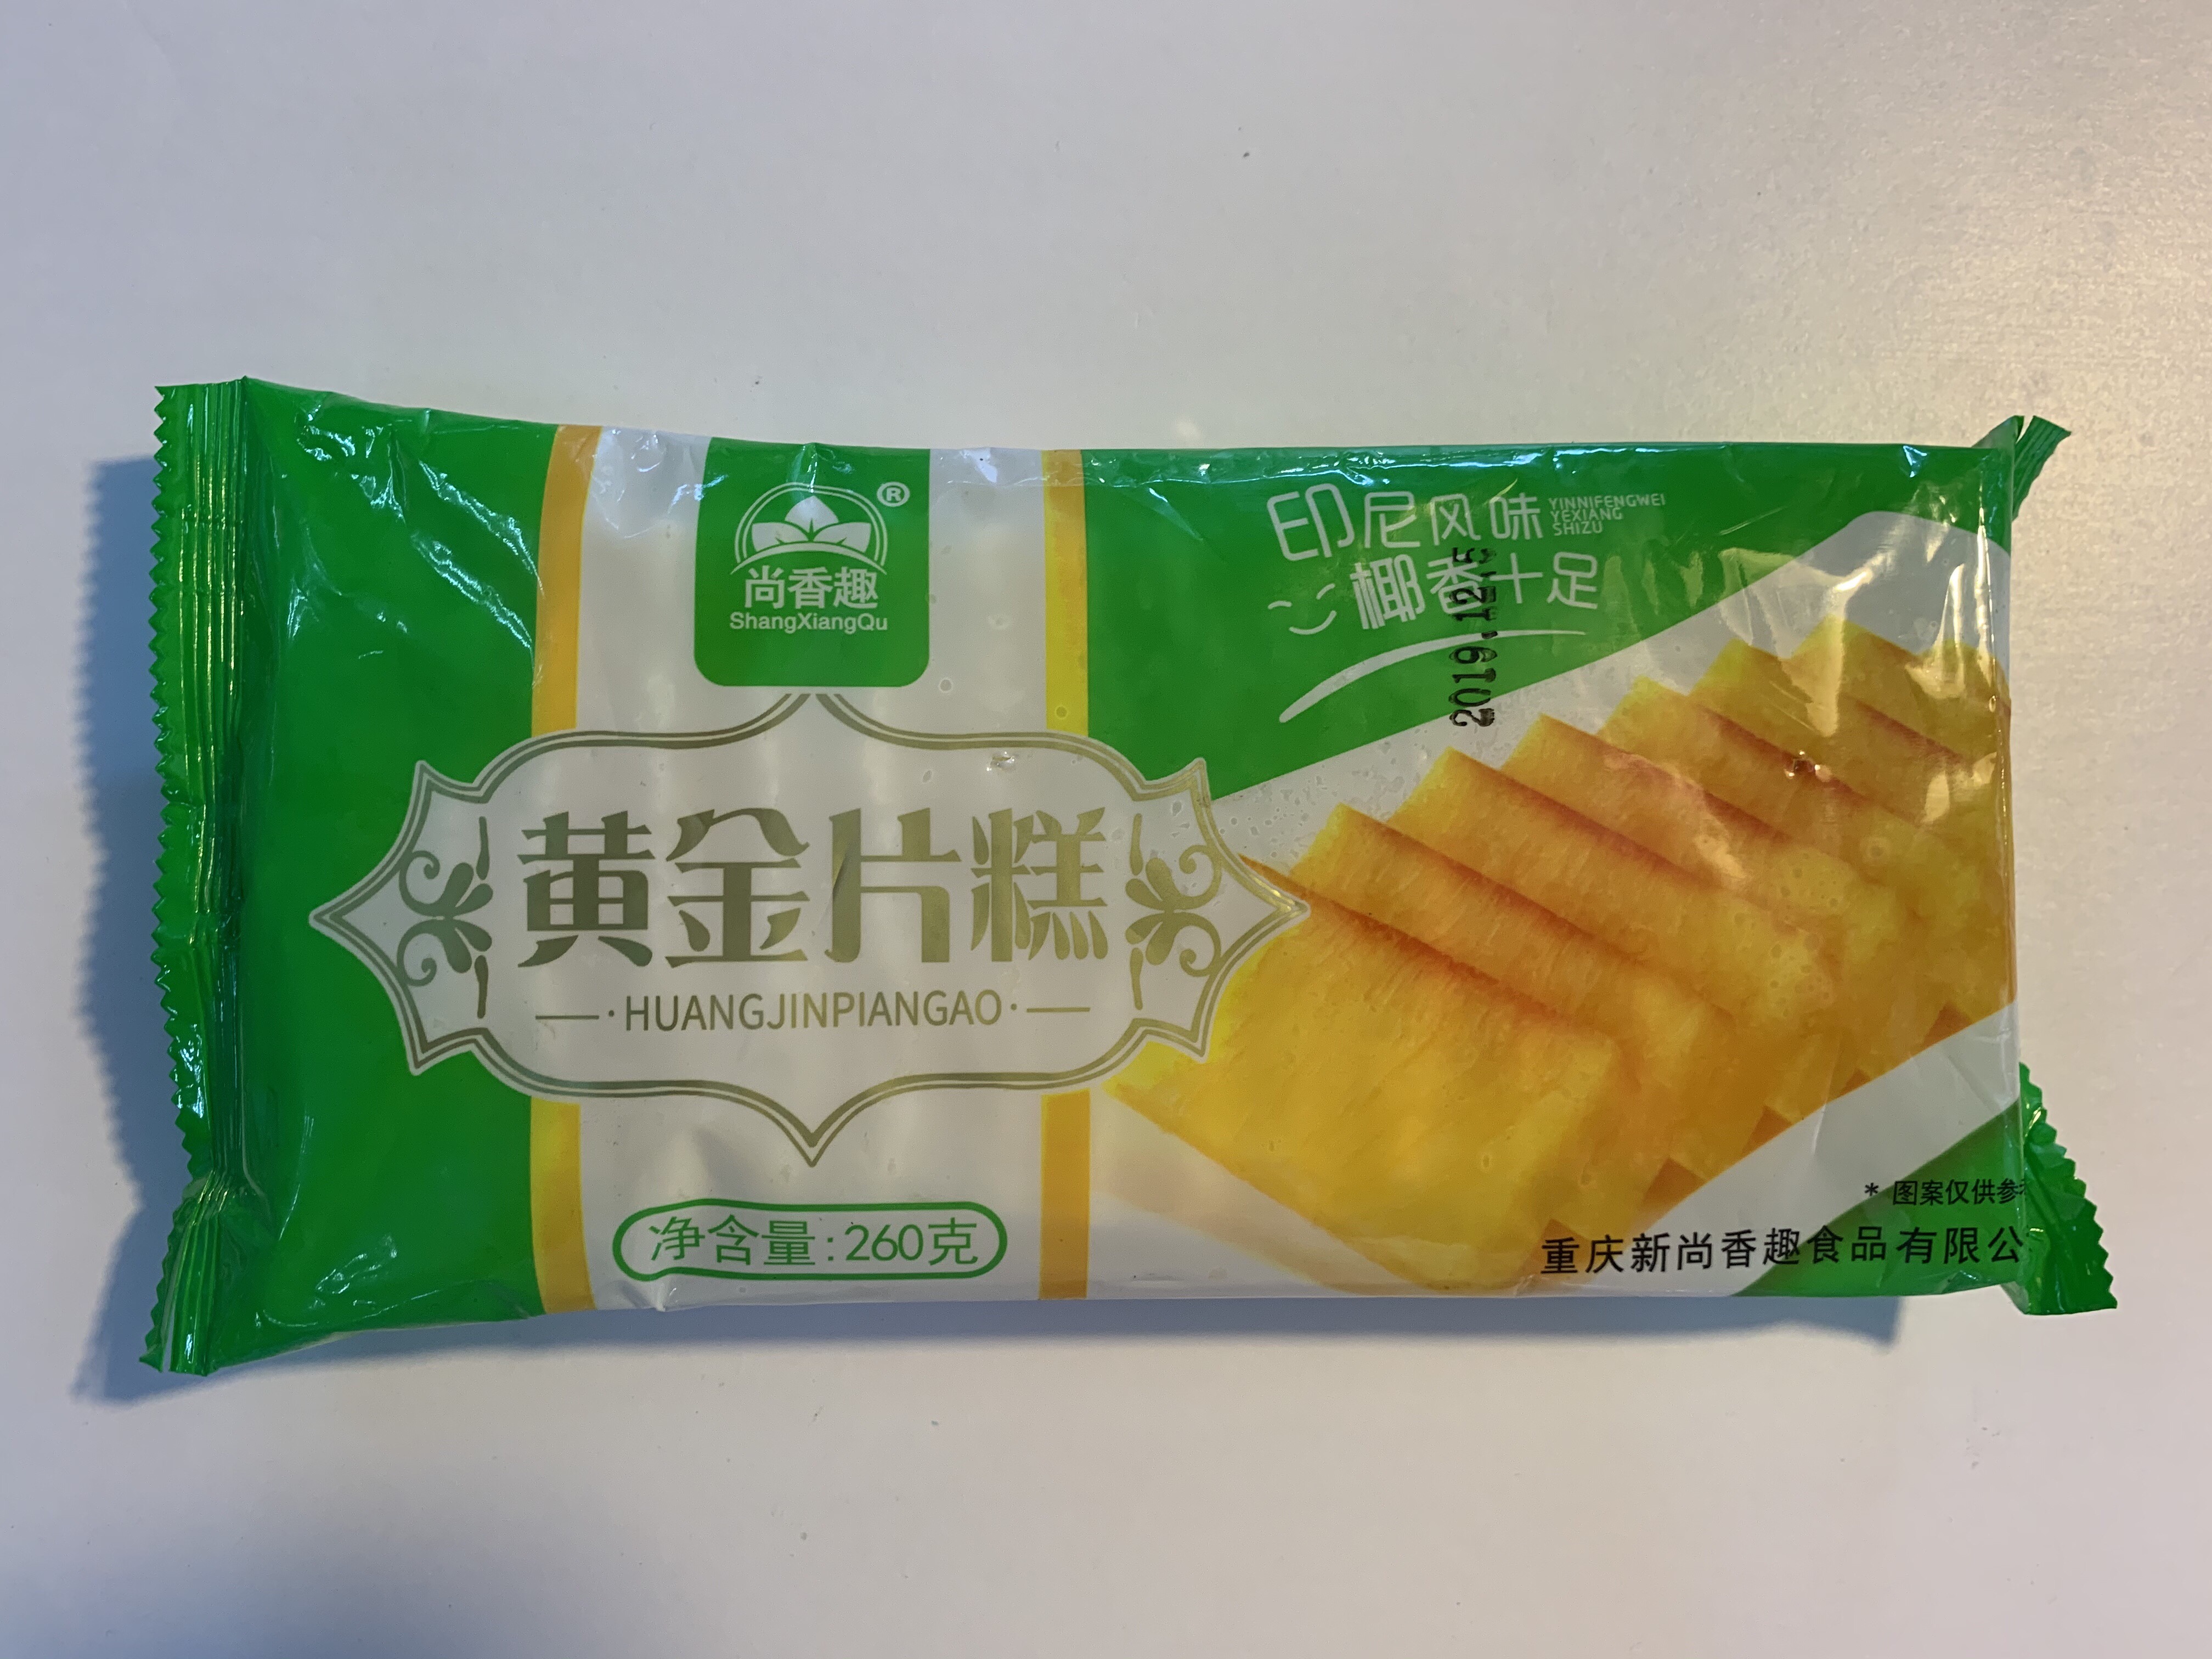 尚香趣®
ShangXiangQu
印尼风味
YINNIFENGWEI
YEXIANG
SHIZU
椰香十足
2019.12.5
黄金片糕
·HUANGJINPIANGAO·
净含量:260克
* 图案仅供参
重庆新尚香趣食品有限公